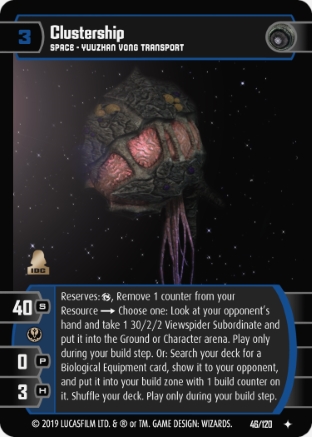 3
Clustership
SPACE - YUUZHAN VONG TRANSPORT
IDC
40 S
0 P
3 H
Reserves: , Remove 1 counter from your
Resource → Choose one: Look at your opponent's
hand and take 1 30/2/2 Viewspider Subordinate and
put it into the Ground or Character arena. Play only
during your build step. Or: Search your deck for a
Biological Equipment card, show it to your opponent,
and put it into your build zone with 1 build counter on
it. Shuffle your deck. Play only during your build step.
© 2019 LUCASFILM LTD. & ® or TM. GAME DESIGN: WIZARDS.
46/120